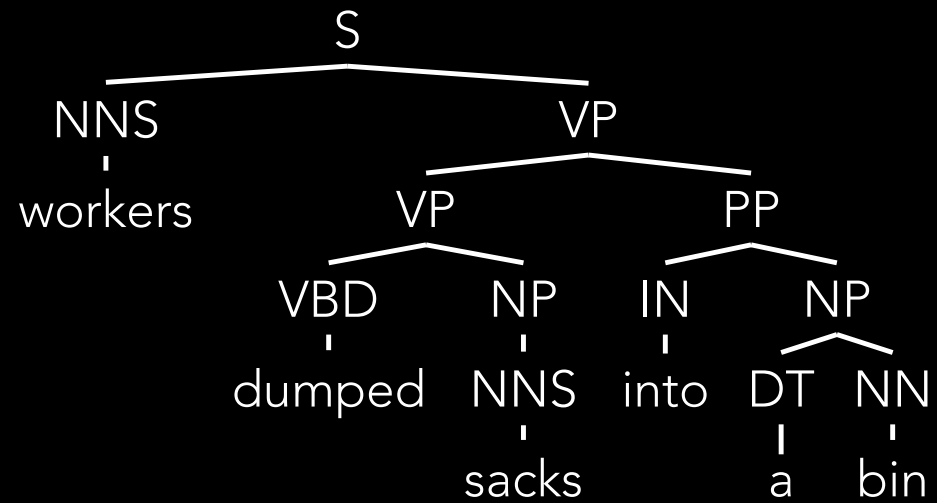 S
NNS VP
workers VP PP
VBD NP IN NP
dumped NNS into DT NN
sacks a bin